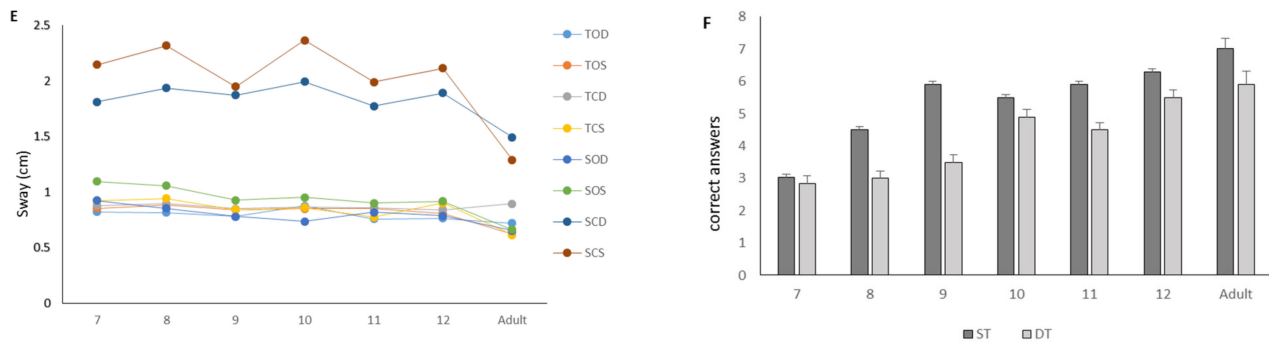 E
Sway (cm)
2.5
2
1.5
1
0.5
0
7 8 9 10 11 12 Adult
TOD
TOS
TCD
TCS
SOD
SOS
SCD
SCS
F
correct answers
8
7
6
5
4
3
2
1
0
7 8 9 10 11 12 Adult
ST DT